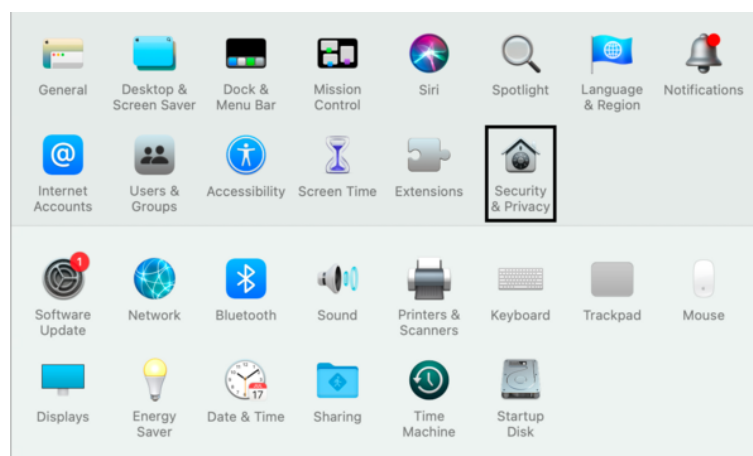 General
Desktop &
Screen Saver
Dock &
Menu Bar
Mission
Control
Siri
Spotlight
Language
& Region
Notifications
Internet
Accounts
Users &
Groups
Accessibility
Screen Time
Extensions
Security
& Privacy
1
Software
Update
Network
Bluetooth
Sound
Printers &
Scanners
Keyboard
Trackpad
Mouse
Displays
Energy
Saver
JUL
17
Date & Time
Sharing
Time
Machine
Startup
Disk